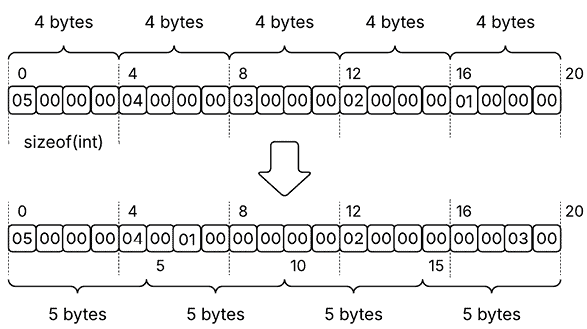 4 bytes 4 bytes 4 bytes 4 bytes 4 bytes
0 4 8 12 16 20
05 00 00 00 04 00 00 00 03 00 00 00 02 00 00 00 01 00 00 00
sizeof(int)
0 4 8 12 16 20
05 00 00 00 04 00 01 00 00 00 00 00 02 00 00 00 00 00 03 00
5 10 15
5 bytes 5 bytes 5 bytes 5 bytes